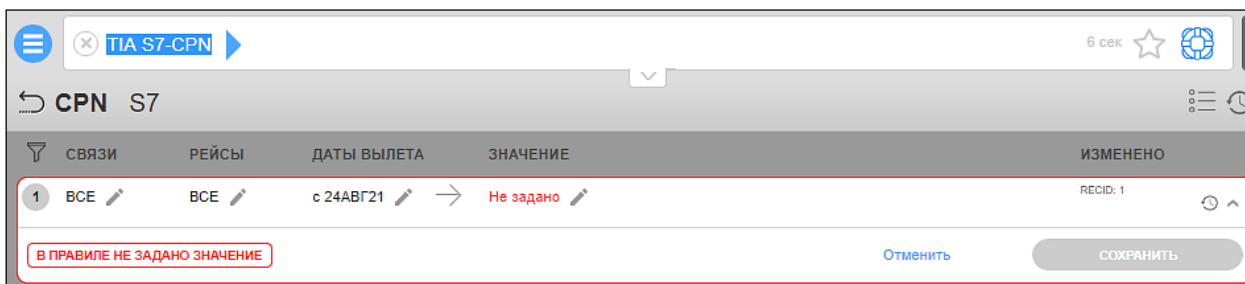 TIA S7-CPN
6 сек
CPN S7
СВЯЗИ РЕЙСЫ ДАТЫ ВЫЛЕТА ЗНАЧЕНИЕ ИЗМЕНЕНО
1 ВСЕ ВСЕ с 24АВГ21 Не задано RECID: 1
В ПРАВИЛЕ НЕ ЗАДАНО ЗНАЧЕНИЕ Отменить СОХРАНИТЬ